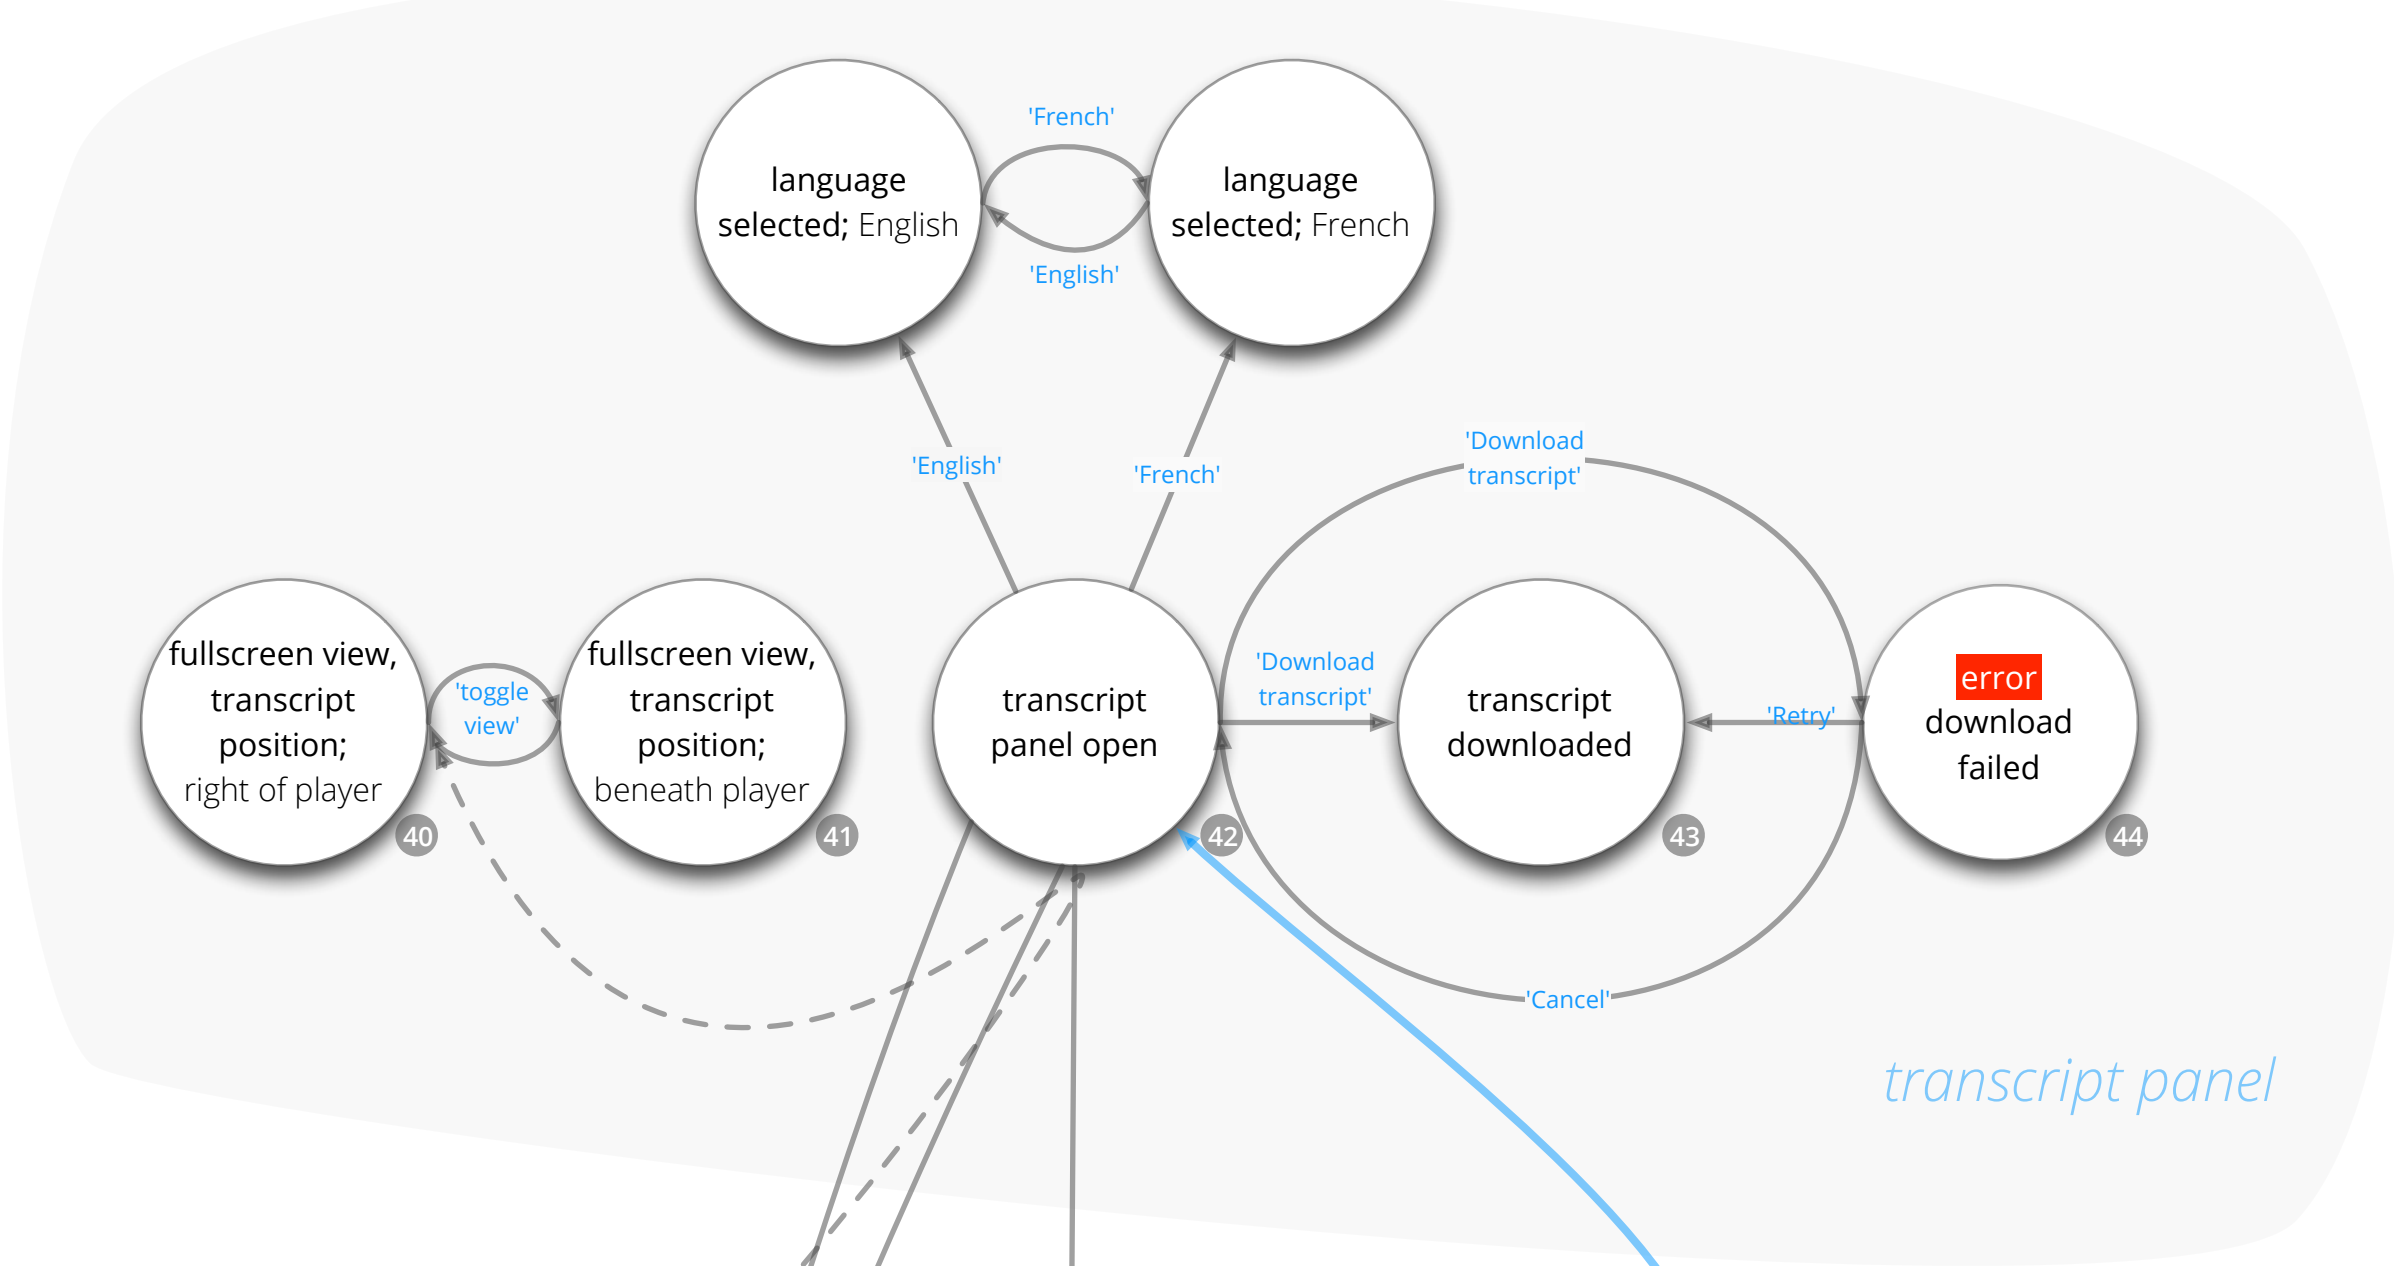 'French'
language
selected; English
language
selected; French
'English'
'English'
'French'
'Download
transcript'
fullscreen view,
transcript
position;
right of player
40
'toggle
view'
fullscreen view,
transcript
position;
beneath player
41
transcript
panel open
42
'Download
transcript'
transcript
downloaded
43
'Retry'
error
download
failed
44
'Cancel'
transcript panel